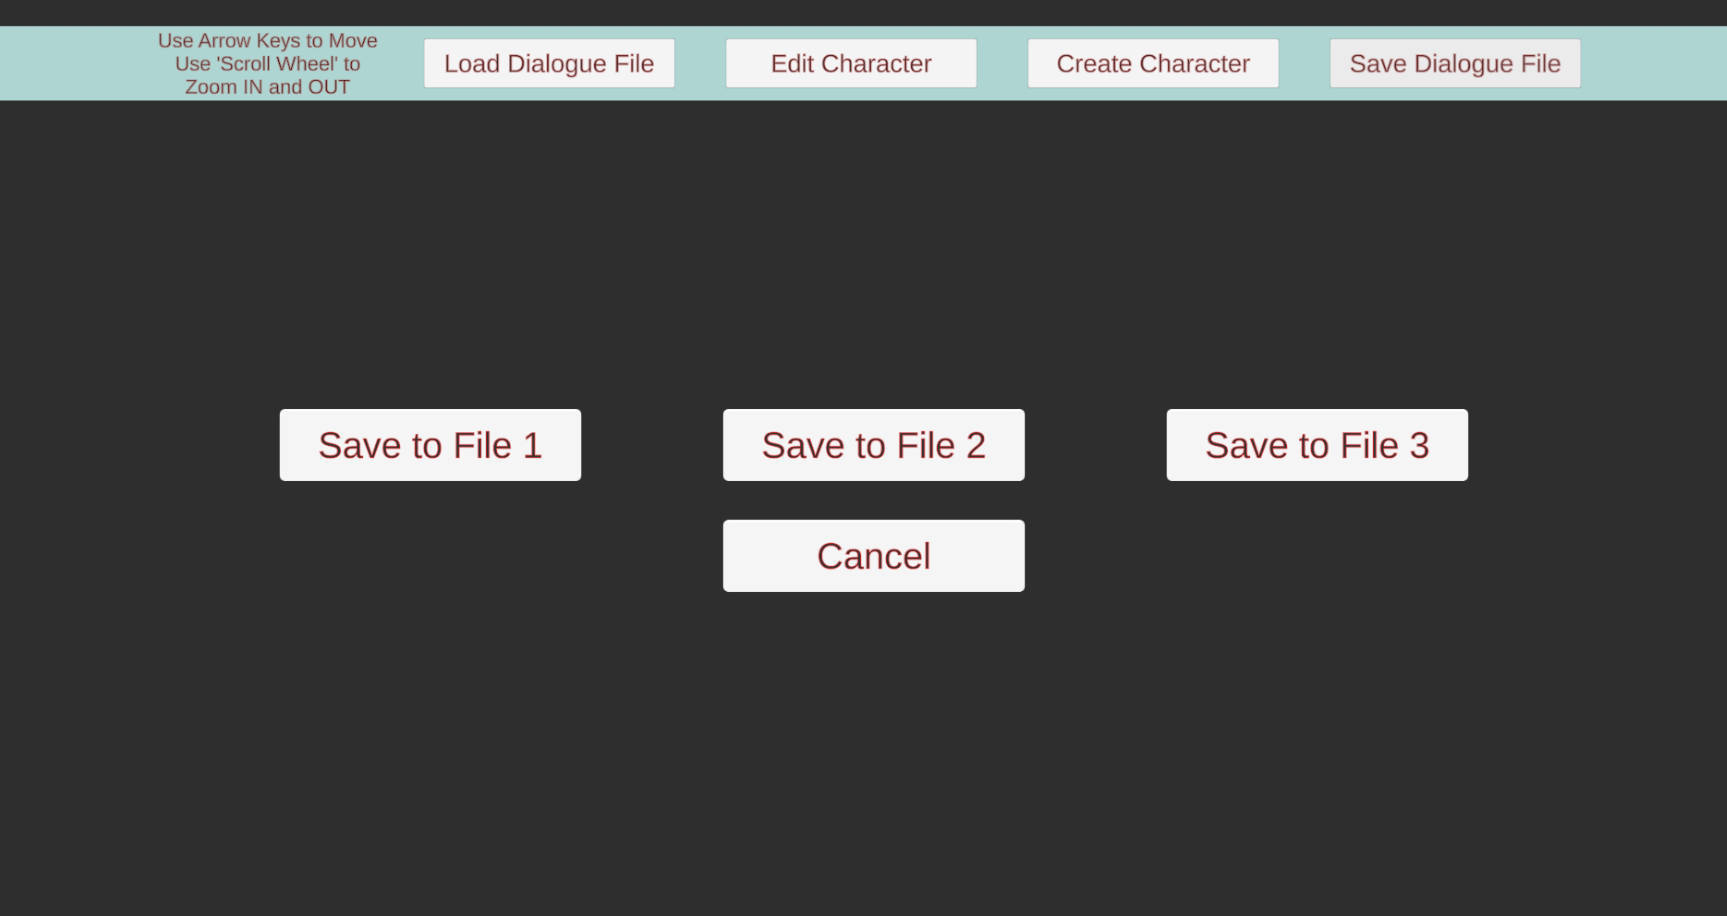 Use Arrow Keys to Move
Use 'Scroll Wheel' to
Zoom IN and OUT
Load Dialogue File
Edit Character
Create Character
Save Dialogue File
Save to File 1
Save to File 2
Save to File 3
Cancel